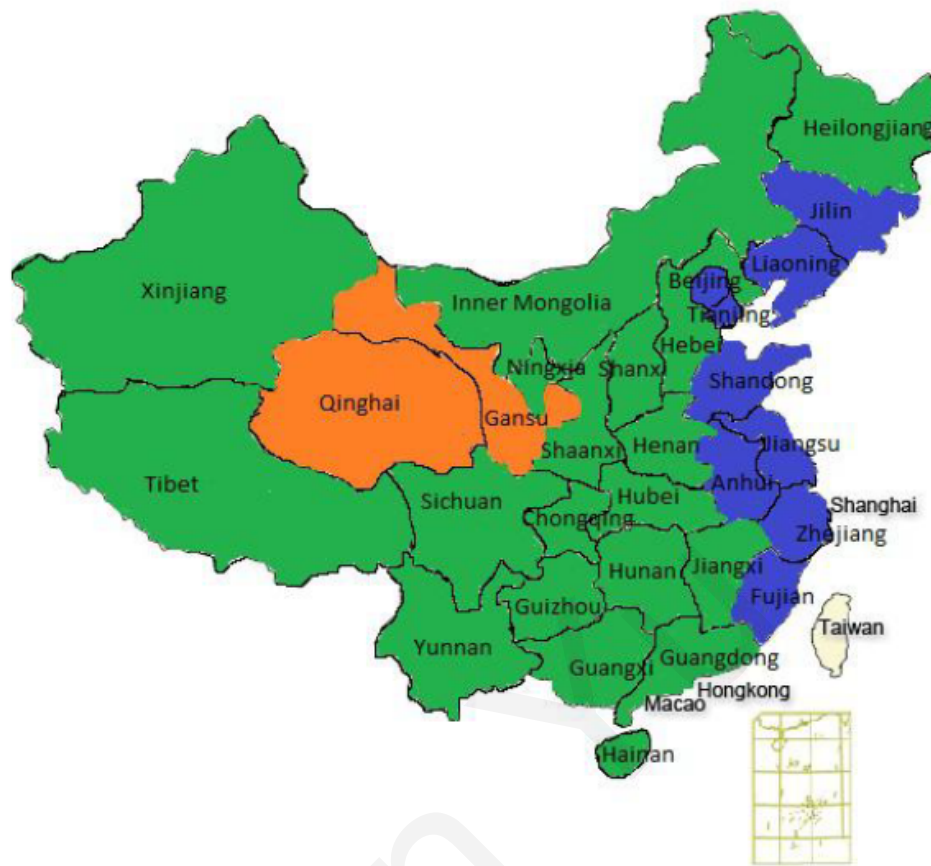 Heilongjiang
Jilin
Liaoning
Beijing
Xinjiang
Inner Mongolia
Tianjing
Hebei
Ningxia
Shanxi
Shandong
Qinghai
Gansu
Henan
Jiangsu
Shaanxi
Tibet
Anhui
Sichuan
Hubei
Shanghai
Chongqing
Zhejiang
Jiangxi
Hunan
Fujian
Guizhou
Taiwan
Yunnan
Guangdong
Guangxi
Hongkong
Macao
Hainan